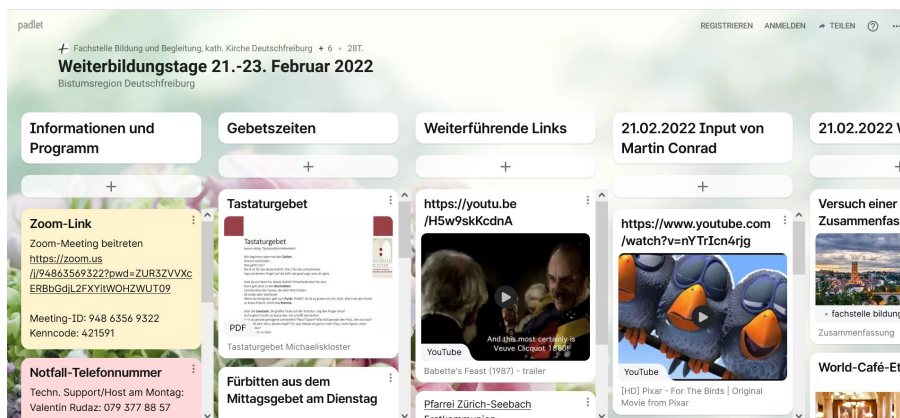 padlet
REGISTRIEREN ANMELDEN TEILEN
Fachstelle Bildung und Begleitung, kath. Kirche Deutschfreiburg + 6 • 28T.
Weiterbildungstage 21.-23. Februar 2022
Bistumsregion Deutschfreiburg
Informationen und
Programm
Zoom-Link
Zoom-Meeting beitreten
https://zoom.us
/j/94863569322?pwd=ZUR3ZVVXc
ERBbGdjL2FXYitWOHZWUT09
Meeting-ID: 948 6356 9322
Kenncode: 421591
Notfall-Telefonnummer
Techn. Support/Host am Montag:
Valentin Rudaz: 079 377 88 57
Gebetszeiten
Tastaturgebet
Tastaturgebet
PDF
Tastaturgebet Michaeliskloster
Fürbitten aus dem
Mittagsgebet am Dienstag
Weiterführende Links
https://youtu.be
/H5w9skKcdnA
And this most certainly is
Veuve Clicquot 1860!
YouTube
Babette's Feast (1987) - trailer
Pfarrei Zürich-Seebach
Erstkommunion
21.02.2022 Input von
Martin Conrad
https://www.youtube.com
/watch?v=nYTrIcn4rjg
YouTube
[HD] Pixar - For The Birds | Original
Movie from Pixar
21.02.2022 W
Versuch einer
Zusammenfas
fachstelle bildung
Zusammenfassung
World-Café-Et